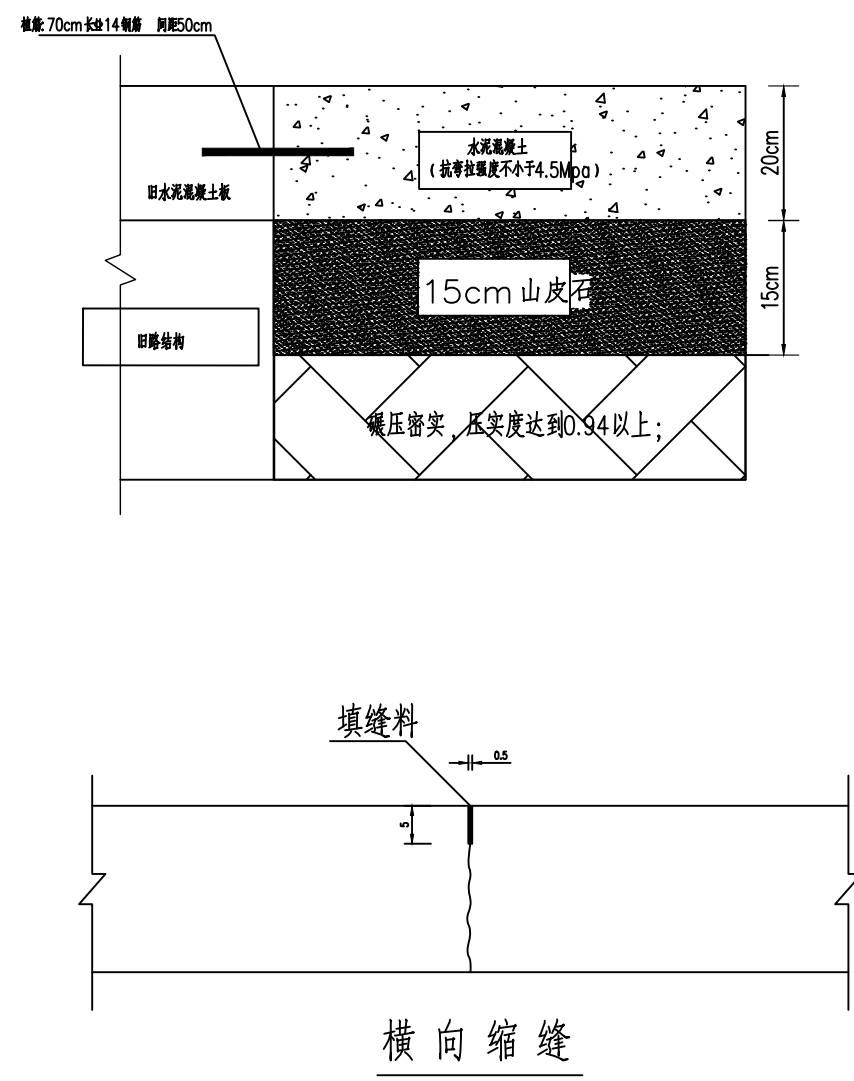 植筋: 70cm长Φ14钢筋 间距50cm
水泥混凝土
(抗弯拉强度不小于4.5Mpa)
20cm
旧水泥混凝土板
15cm山皮石
15cm
旧路结构
碾压密实，压实度达到0.94以上；
填缝料
0.5
5
横向缩缝